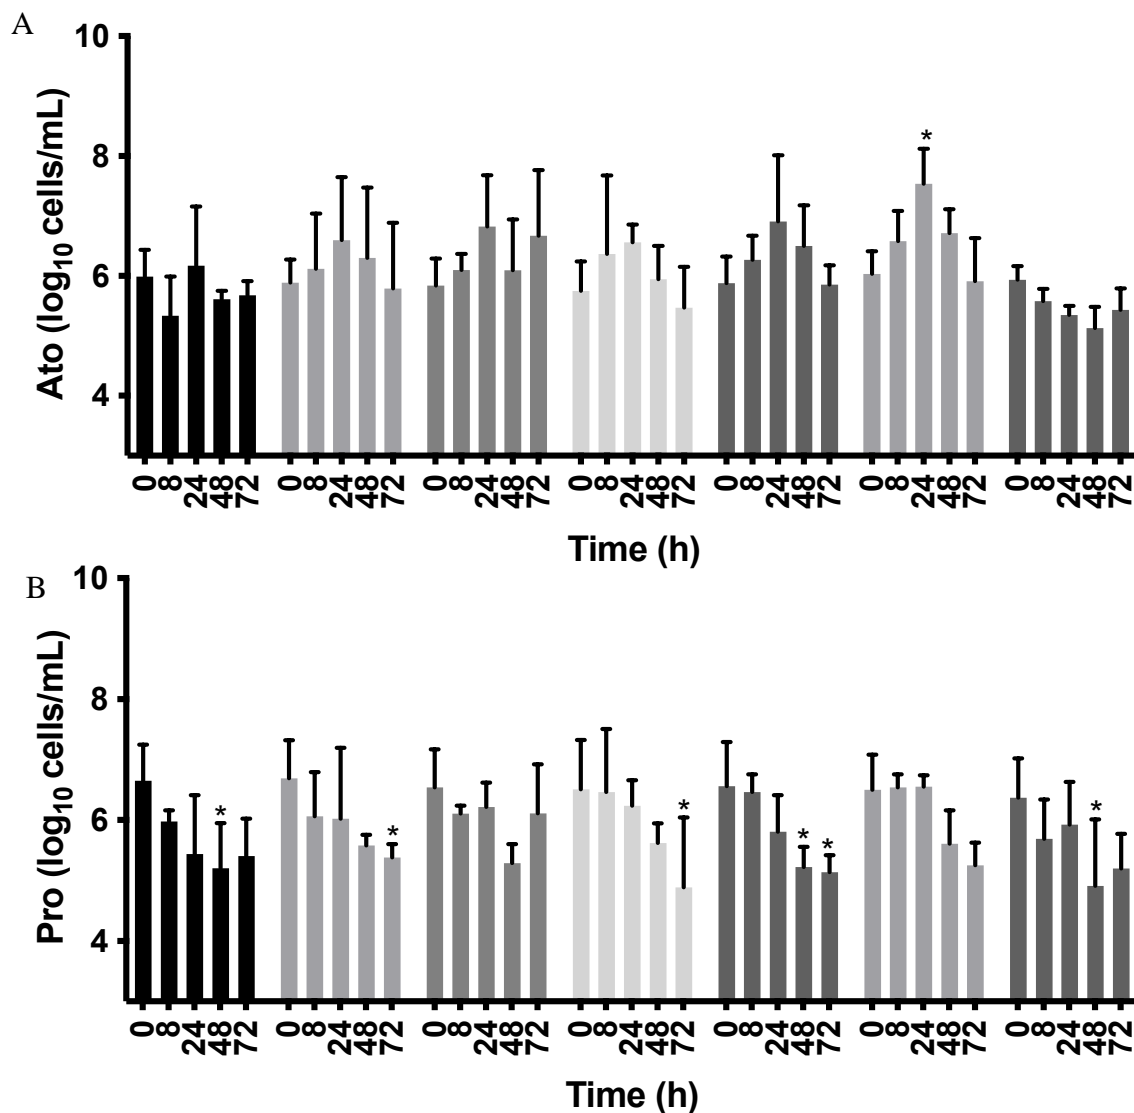 A
10
8
6
4
Ato (log10 cells/mL)
*
0 8 24 48 72 0 8 24 48 72 0 8 24 48 72 0 8 24 48 72 0 8 24 48 72 0 8 24 48 72 0 8 24 48 72
Time (h)
B
10
8
6
4
Pro (log10 cells/mL)
* * * * * *
0 8 24 48 72 0 8 24 48 72 0 8 24 48 72 0 8 24 48 72 0 8 24 48 72 0 8 24 48 72 0 8 24 48 72
Time (h)